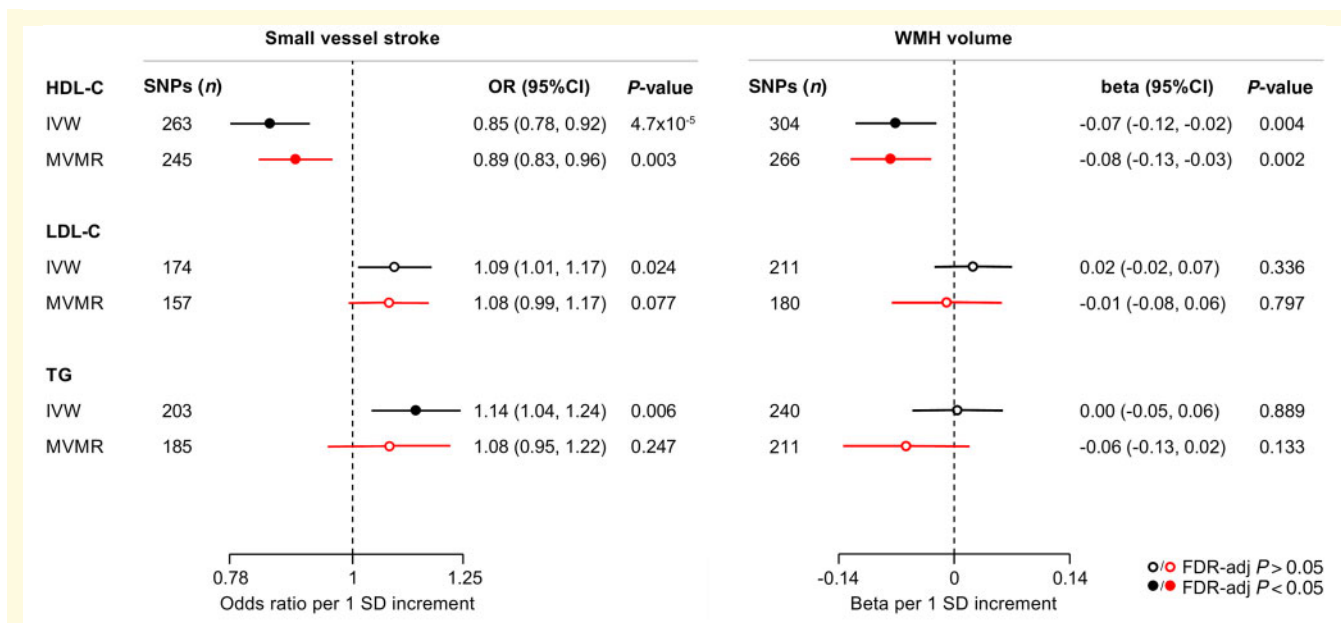 Small vessel stroke WMH volume
HDL-C SNPs (n) OR (95%CI) P-value SNPs (n) beta (95%CI) P-value
IVW 263 0.85 (0.78, 0.92) 4.7x10⁻⁵ 304 -0.07 (-0.12, -0.02) 0.004
MVMR 245 0.89 (0.83, 0.96) 0.003 266 -0.08 (-0.13, -0.03) 0.002
LDL-C
IVW 174 1.09 (1.01, 1.17) 0.024 211 0.02 (-0.02, 0.07) 0.336
MVMR 157 1.08 (0.99, 1.17) 0.077 180 -0.01 (-0.08, 0.06) 0.797
TG
IVW 203 1.14 (1.04, 1.24) 0.006 240 0.00 (-0.05, 0.06) 0.889
MVMR 185 1.08 (0.95, 1.22) 0.247 211 -0.06 (-0.13, 0.02) 0.133
0.78 1 1.25 -0.14 0 0.14
Odds ratio per 1 SD increment Beta per 1 SD increment
/ FDR-adj P > 0.05
/ FDR-adj P < 0.05